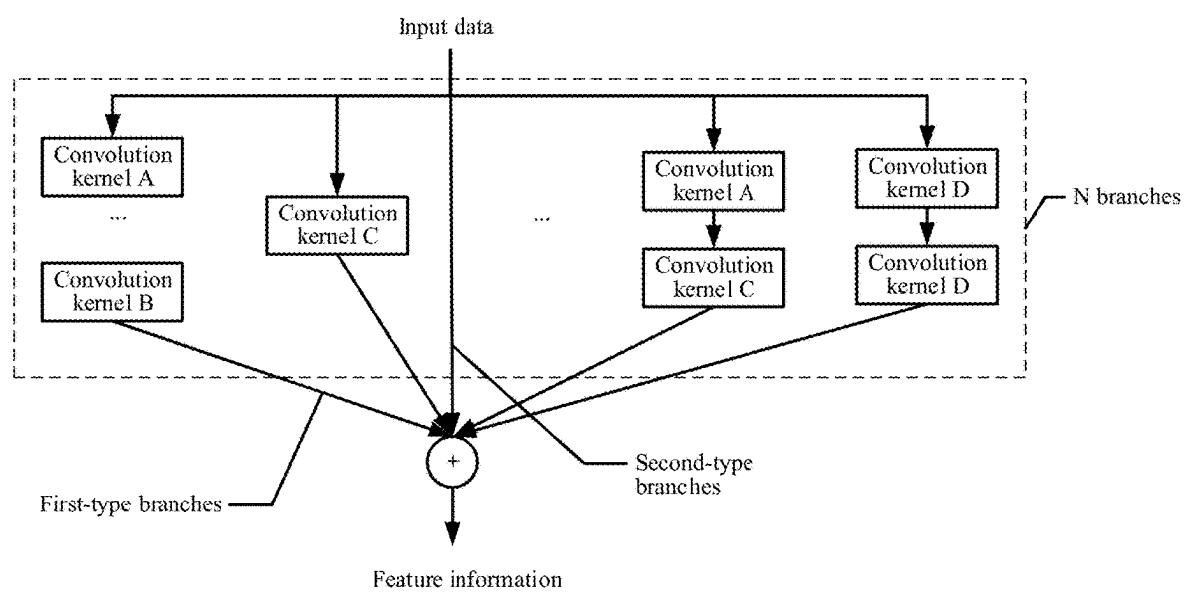 Input data
Convolution
kernel A
...
Convolution
kernel B
Convolution
kernel C
...
Convolution
kernel A
Convolution
kernel C
Convolution
kernel D
Convolution
kernel D
N branches
+
First-type branches
Second-type
branches
Feature information